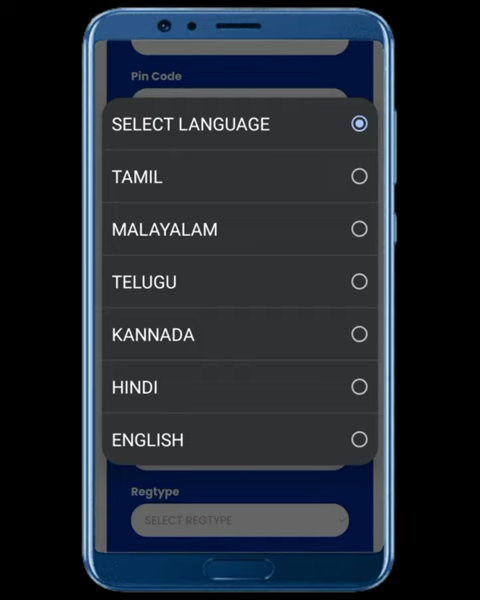 Pin Code
SELECT LANGUAGE
TAMIL
MALAYALAM
TELUGU
KANNADA
HINDI
ENGLISH
Regtype
SELECT REGTYPE